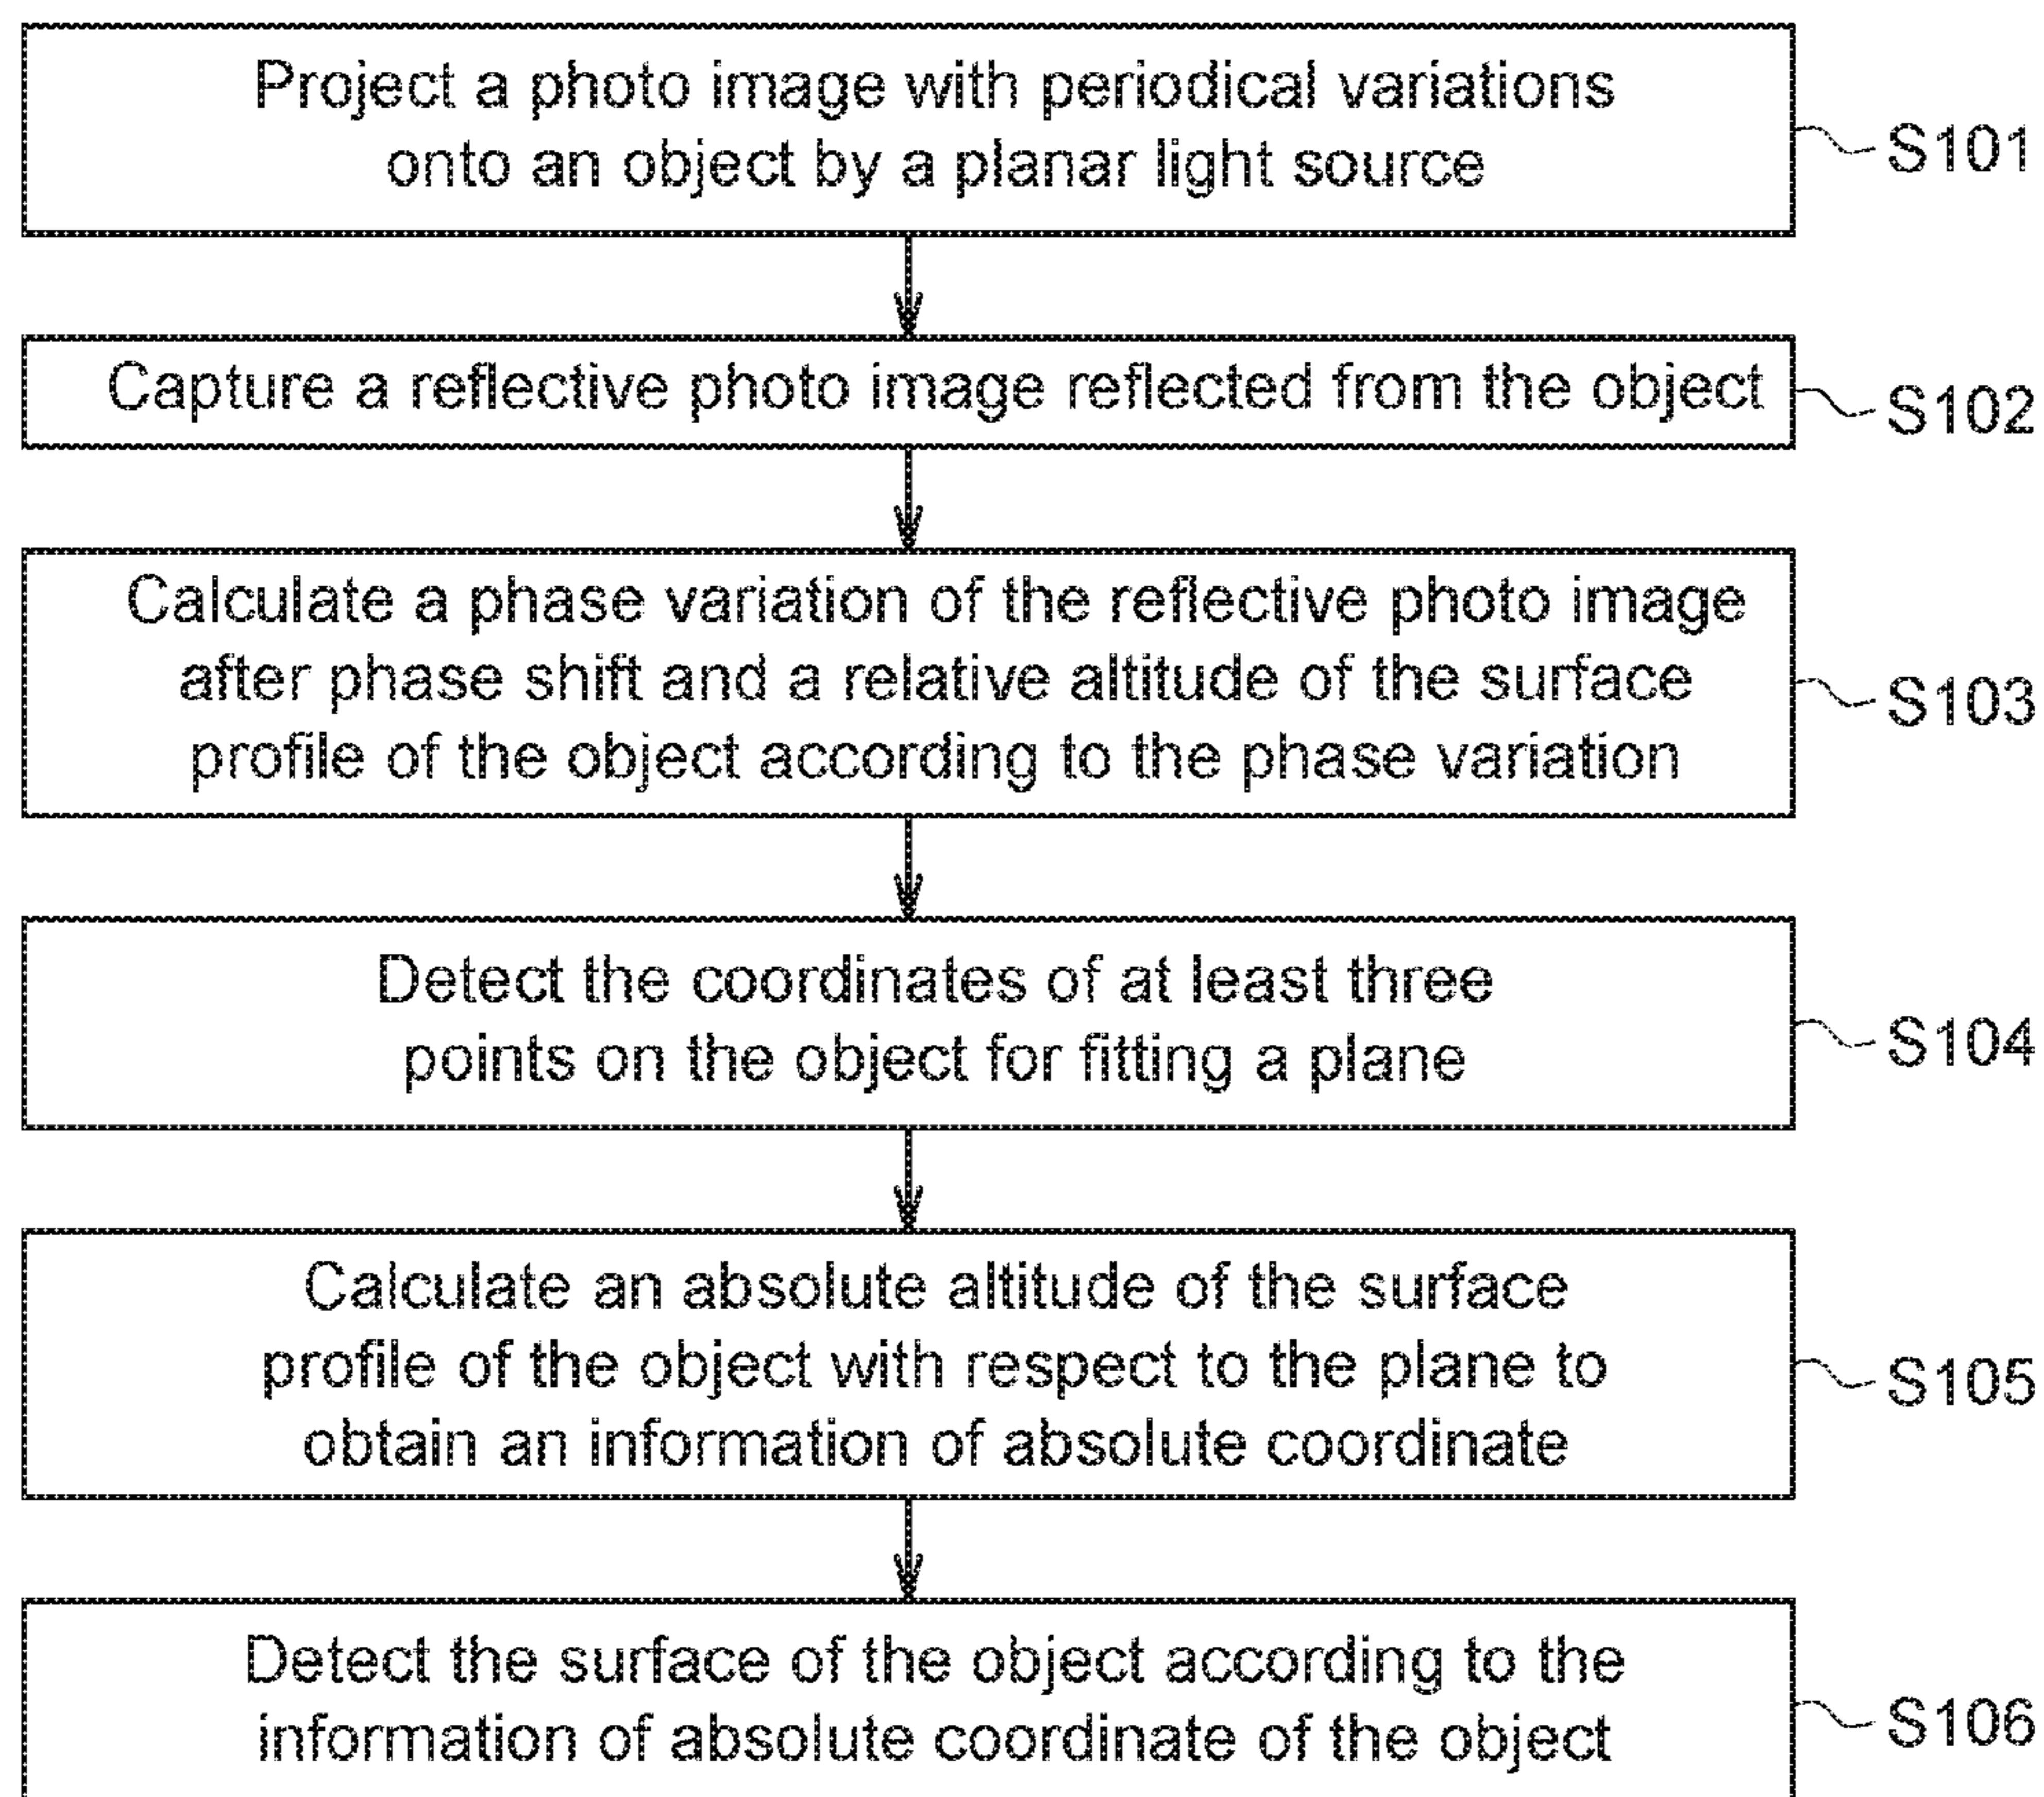 Project a photo image with periodical variations
onto an object by a planar light source
S101
Capture a reflective photo image reflected from the object
S102
Calculate a phase variation of the reflective photo image
after phase shift and a relative altitude of the surface
profile of the object according to the phase variation
S103
Detect the coordinates of at least three
points on the object for fitting a plane
S104
Calculate an absolute altitude of the surface
profile of the object with respect to the plane to
obtain an information of absolute coordinate
S105
Detect the surface of the object according to the
information of absolute coordinate of the object
S106